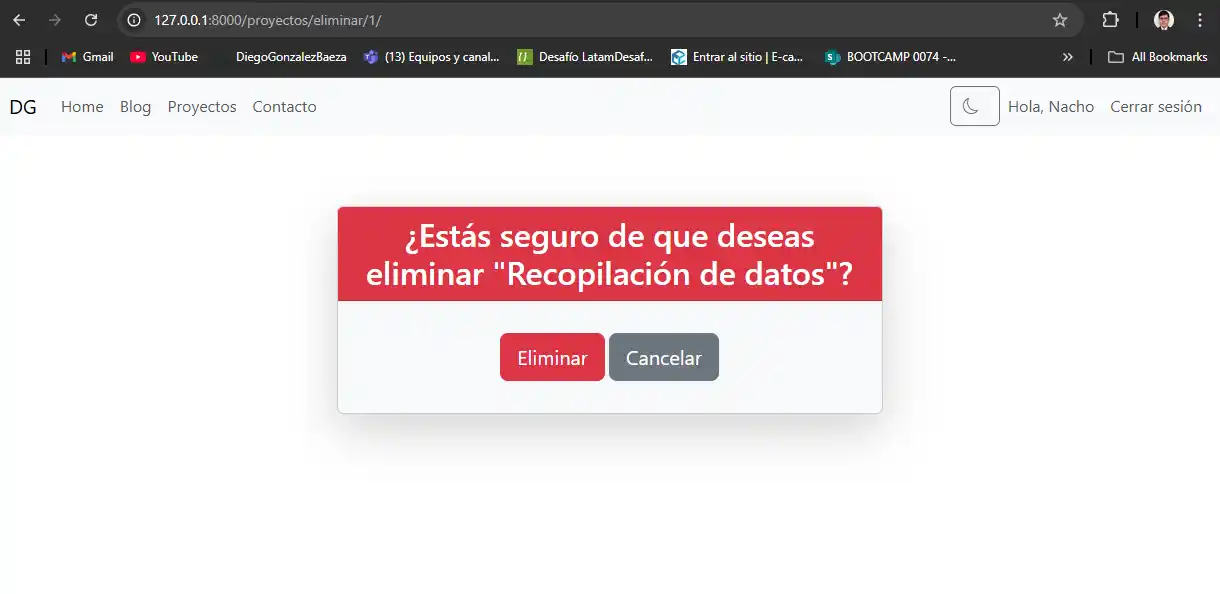 127.0.0.1:8000/proyectos/eliminar/1/
Gmail YouTube DiegoGonzalezBaeza (13) Equipos y canal... Desafío LatamDesaf... Entrar al sitio | E-ca... BOOTCAMP 0074 -... » All Bookmarks
DG Home Blog Proyectos Contacto Hola, Nacho Cerrar sesión
¿Estás seguro de que deseas
eliminar "Recopilación de datos"?
Eliminar Cancelar